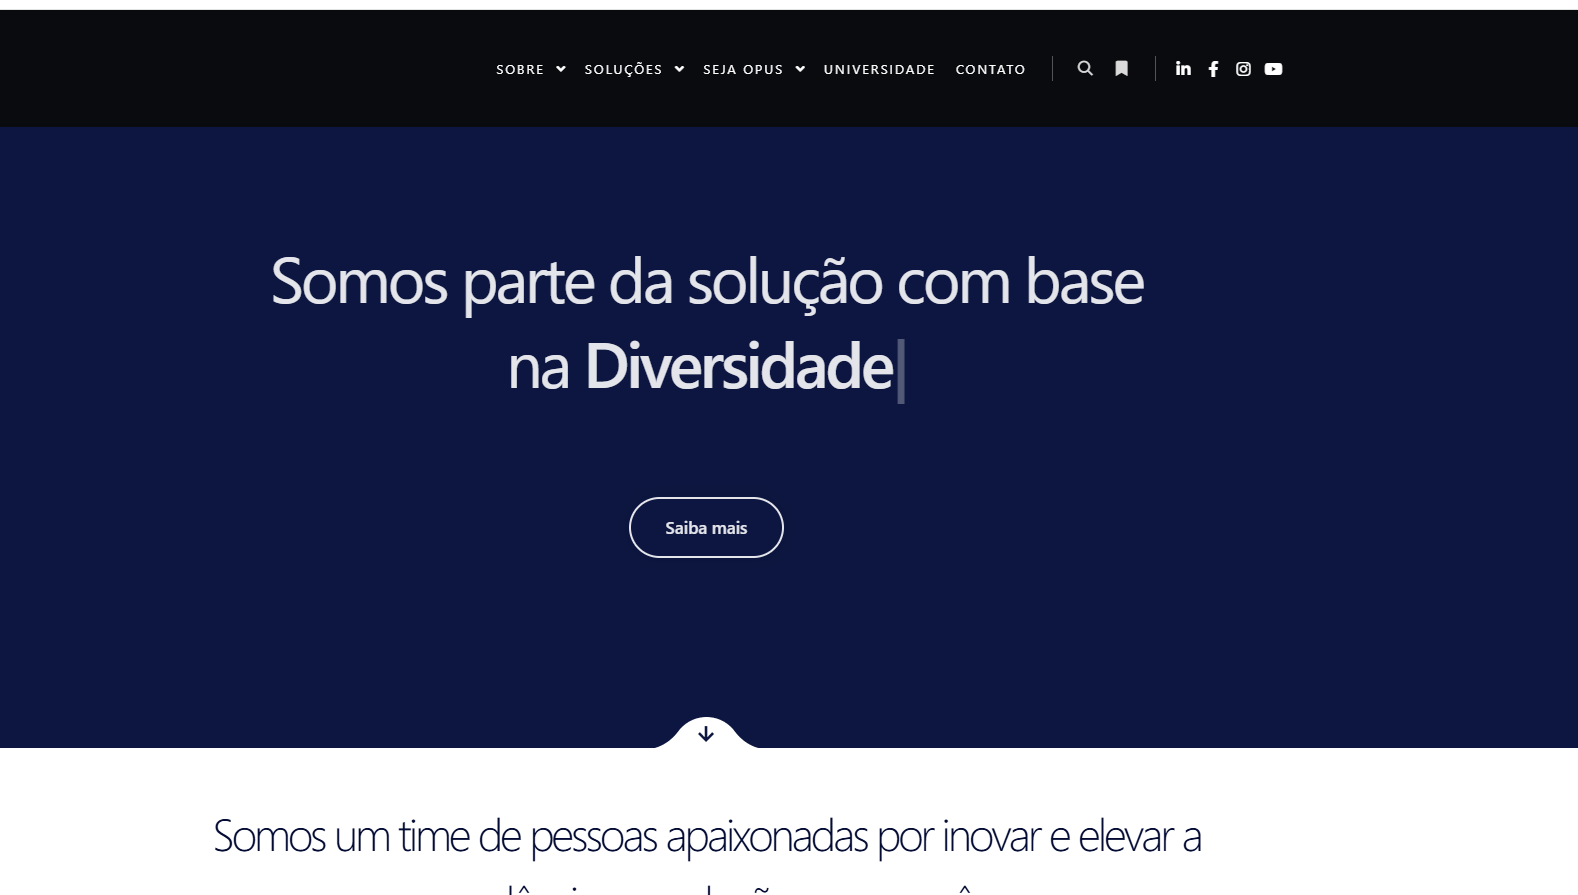 SOBRE SOLUÇÕES SEJA OPUS UNIVERSIDADE CONTATO
Somos parte da solução com base
na Diversidade
Saiba mais
Somos um time de pessoas apaixonadas por inovar e elevar a